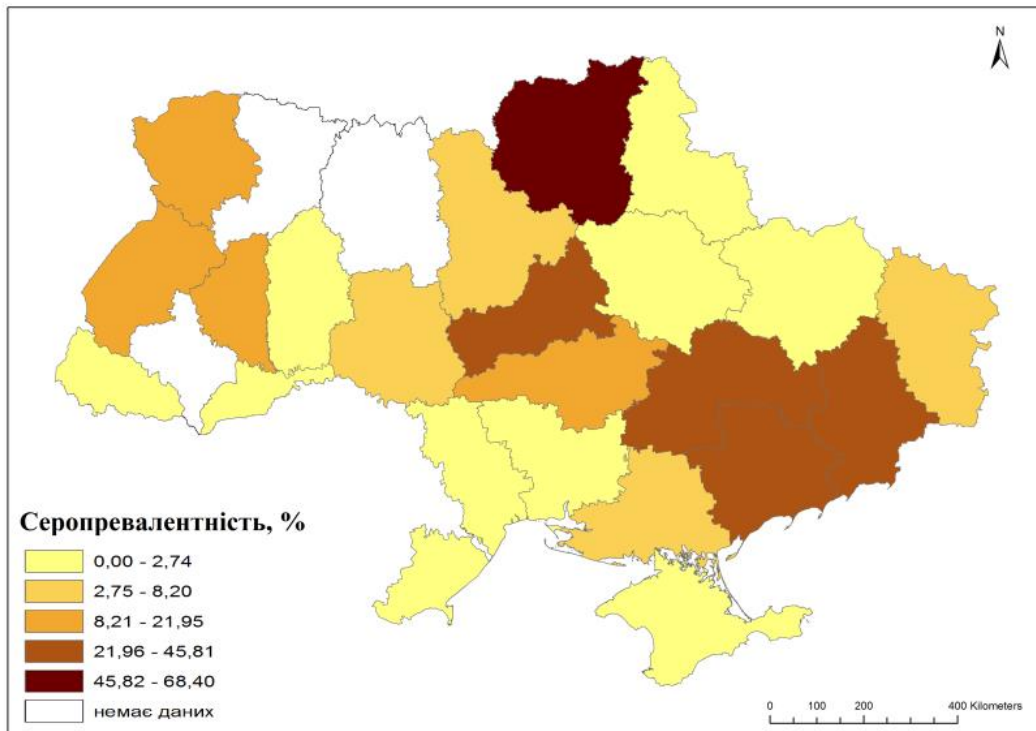 N
Серопревалентність, %
0,00 - 2,74
2,75 - 8,20
8,21 - 21,95
21,96 - 45,81
45,82 - 68,40
немає даних
0 100 200 400 Kilometers